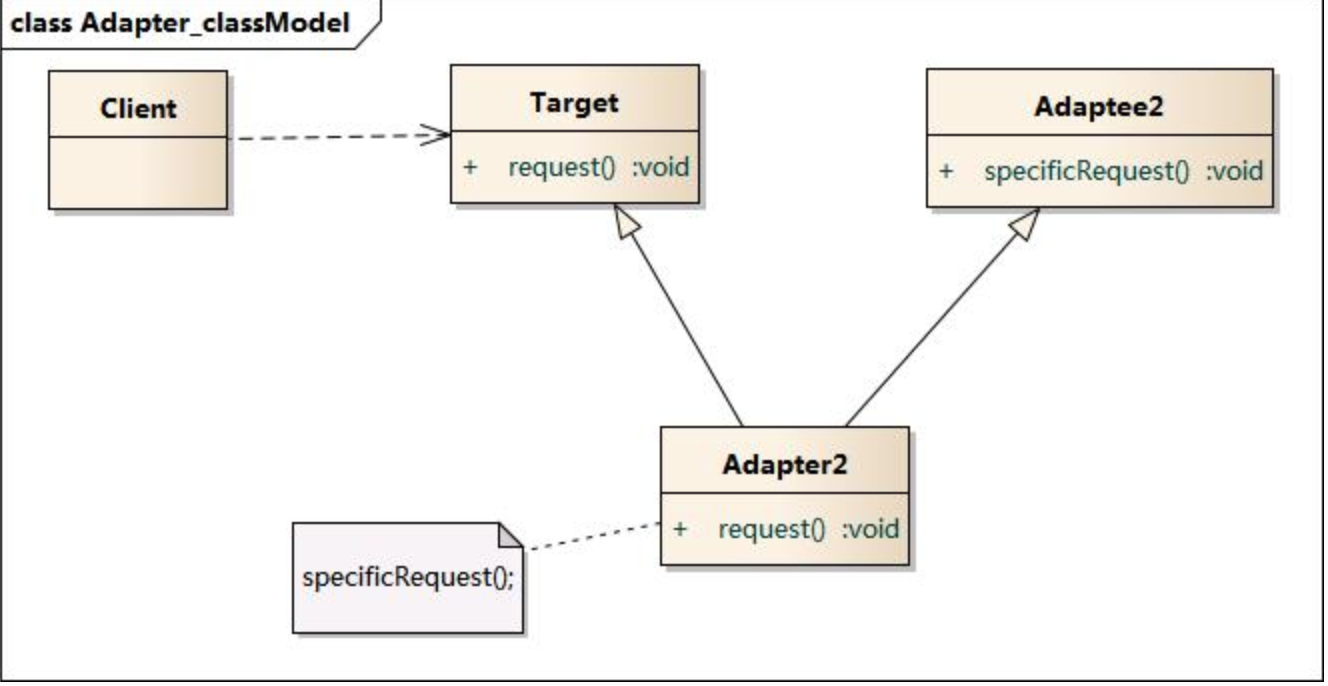 class Adapter_classModel
Client
Target
+ request() :void
Adaptee2
+ specificRequest() :void
Adapter2
+ request() :void
specificRequest();